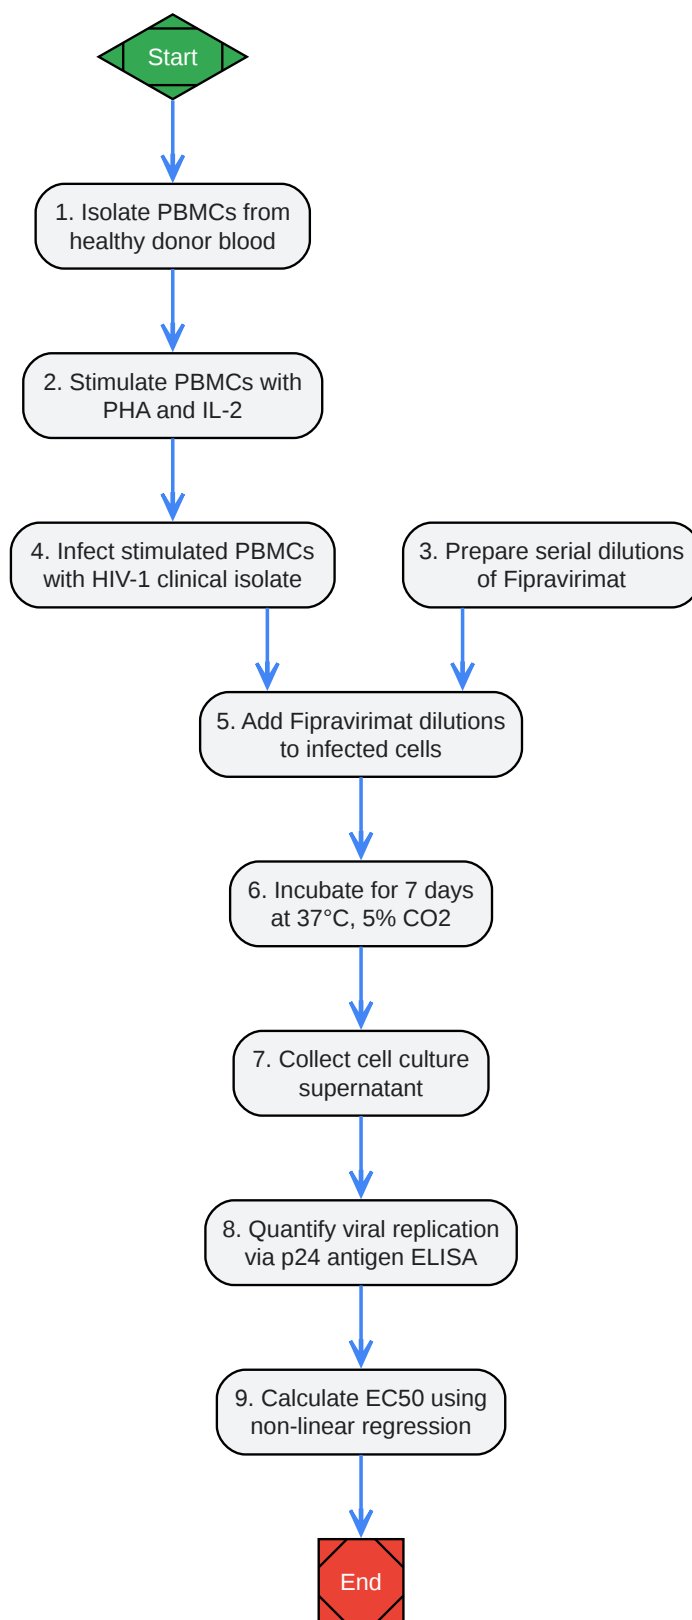 Start
1. Isolate PBMCs from
healthy donor blood
2. Stimulate PBMCs with
PHA and IL-2
4. Infect stimulated PBMCs
with HIV-1 clinical isolate
3. Prepare serial dilutions
of Fipravirimat
5. Add Fipravirimat dilutions
to infected cells
6. Incubate for 7 days
at 37°C, 5% CO2
7. Collect cell culture
supernatant
8. Quantify viral replication
via p24 antigen ELISA
9. Calculate EC50 using
non-linear regression
End